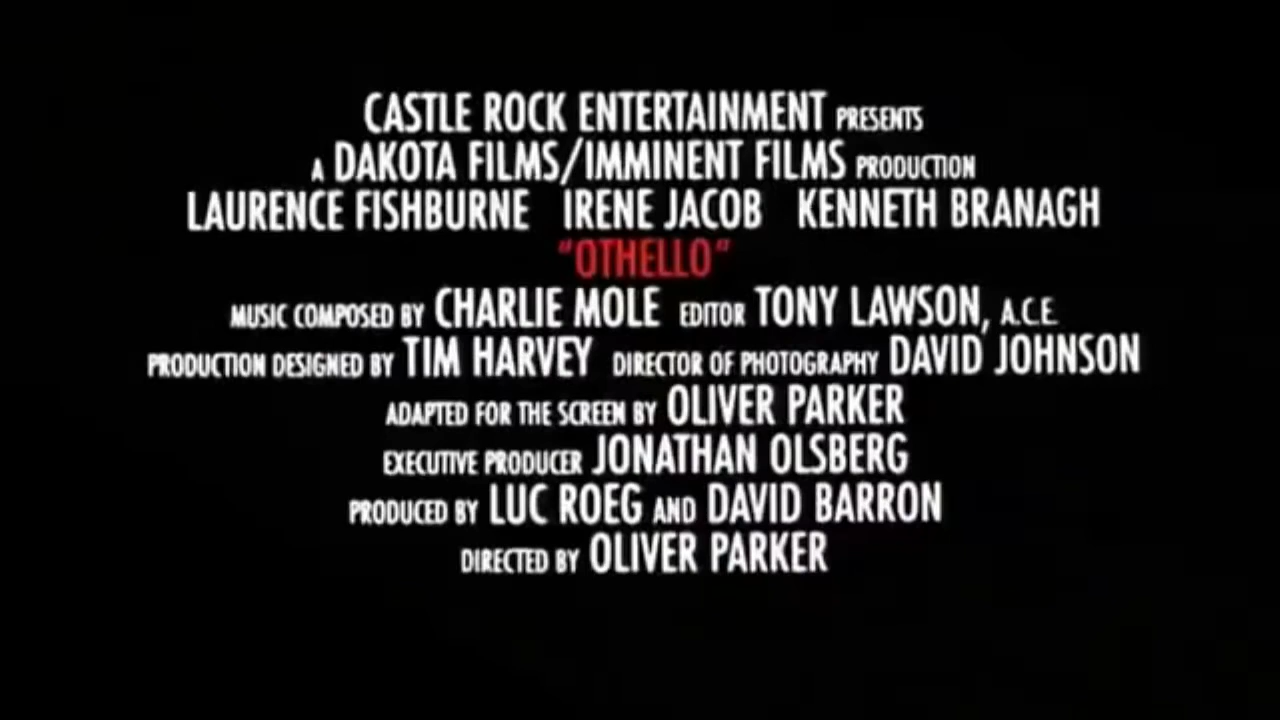 CASTLE ROCK ENTERTAINMENT PRESENTS
A DAKOTA FILMS/IMMINENT FILMS PRODUCTION
LAURENCE FISHBURNE IRENE JACOB KENNETH BRANAGH
"OTHELLO"
MUSIC COMPOSED BY CHARLIE MOLE EDITOR TONY LAWSON, A.C.E.
PRODUCTION DESIGNED BY TIM HARVEY DIRECTOR OF PHOTOGRAPHY DAVID JOHNSON
ADAPTED FOR THE SCREEN BY OLIVER PARKER
EXECUTIVE PRODUCER JONATHAN OLSBERG
PRODUCED BY LUC ROEG AND DAVID BARRON
DIRECTED BY OLIVER PARKER